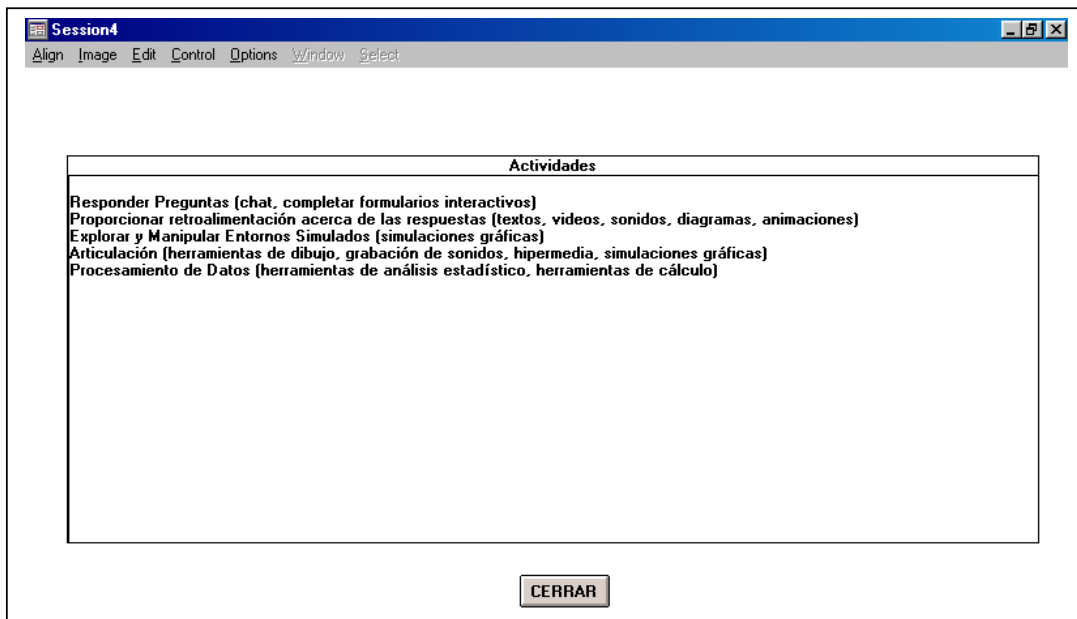 Session4
Align Image Edit Control Options Window Select
Actividades
Responder Preguntas (chat, completar formularios interactivos)
Proporcionar retroalimentación acerca de las respuestas (textos, videos, sonidos, diagramas, animaciones)
Explorar y Manipular Entornos Simulados (simulaciones gráficas)
Articulación (herramientas de dibujo, grabación de sonidos, hipermedia, simulaciones gráficas)
Procesamiento de Datos (herramientas de análisis estadístico, herramientas de cálculo)
CERRAR